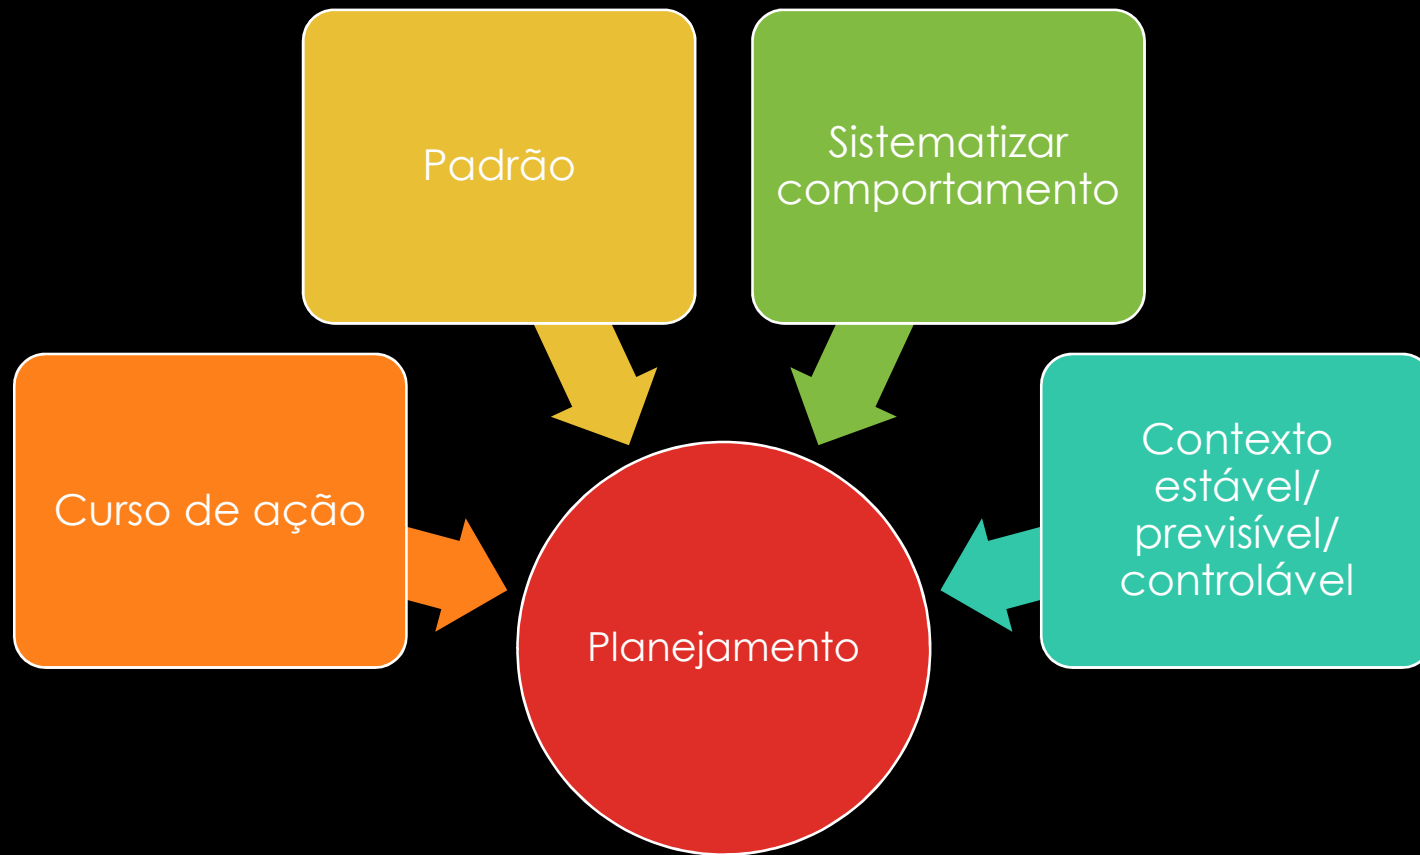 Padrão
Sistematizar
comportamento
Curso de ação
Contexto
estável/
previsível/
controlável
Planejamento